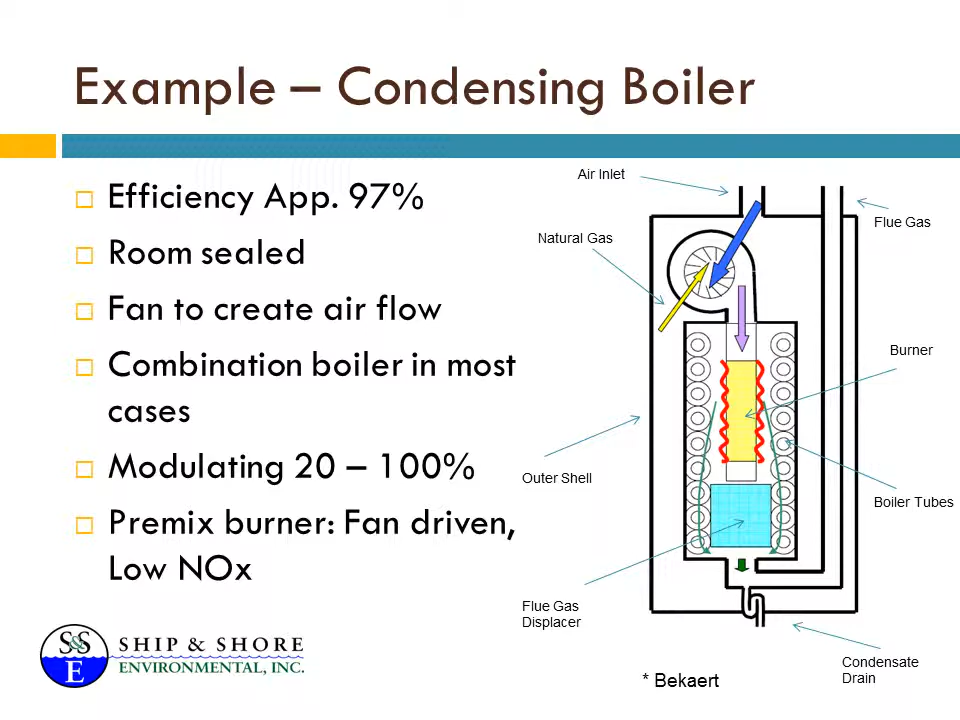 Example – Condensing Boiler
Efficiency App. 97%
Room sealed
Fan to create air flow
Combination boiler in most
cases
Modulating 20 – 100%
Premix burner: Fan driven,
Low NOx
Air Inlet
Flue Gas
Natural Gas
Burner
Outer Shell
Boiler Tubes
Flue Gas
Displacer
Condensate
Drain
* Bekaert
S&S
E
SHIP & SHORE
ENVIRONMENTAL, INC.